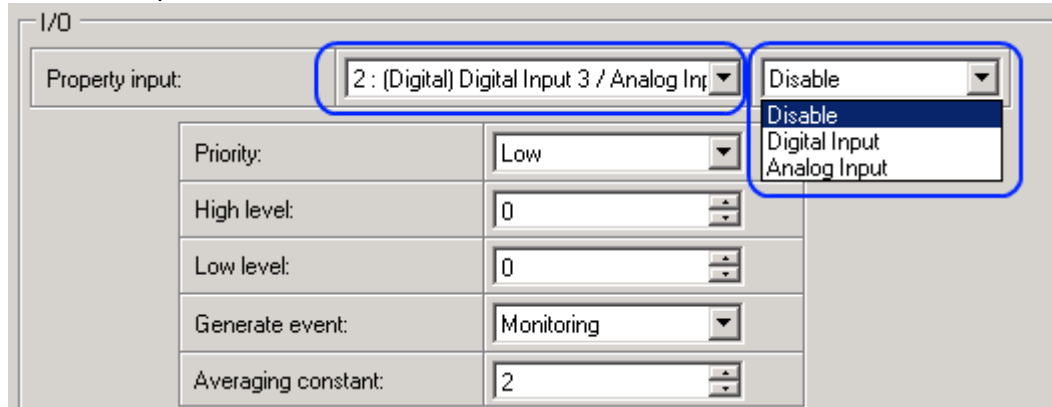 I/O
Property input: 2 : (Digital) Digital Input 3 / Analog Inp Disable
Disable
Digital Input
Analog Input
Priority: Low
High level: 0
Low level: 0
Generate event: Monitoring
Averaging constant: 2